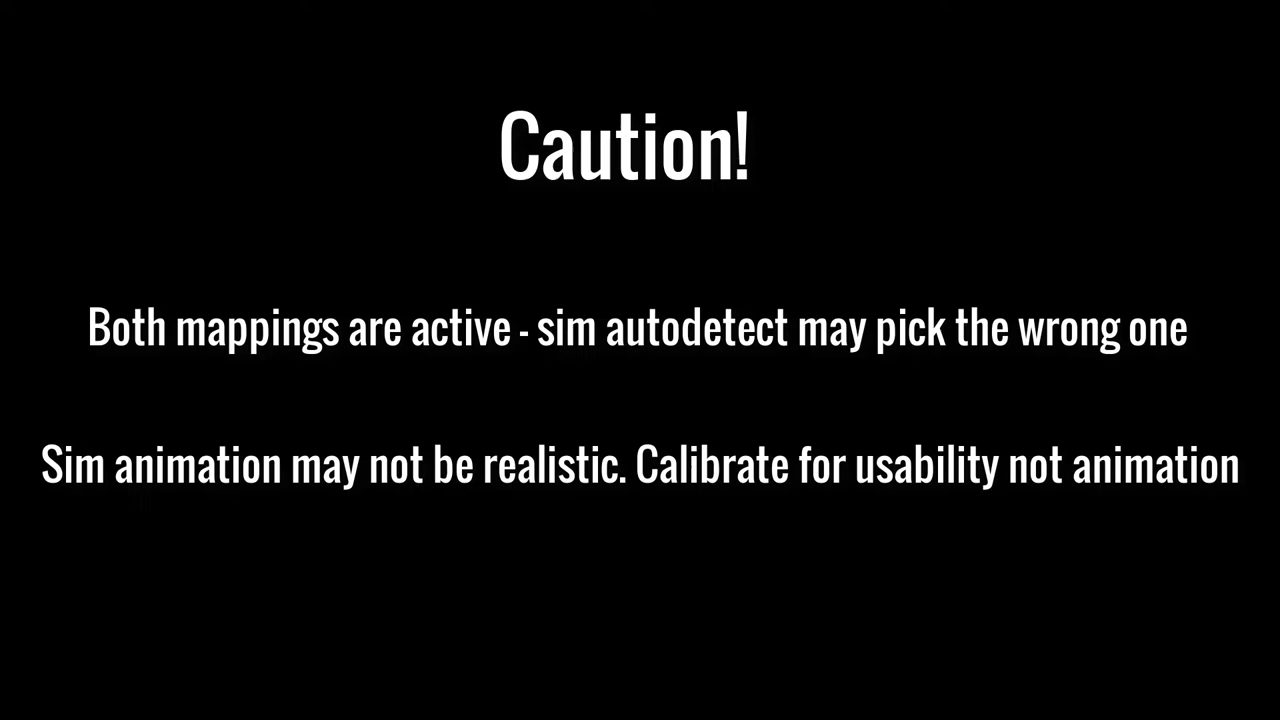 Caution!
Both mappings are active - sim autodetect may pick the wrong one
Sim animation may not be realistic. Calibrate for usability not animation